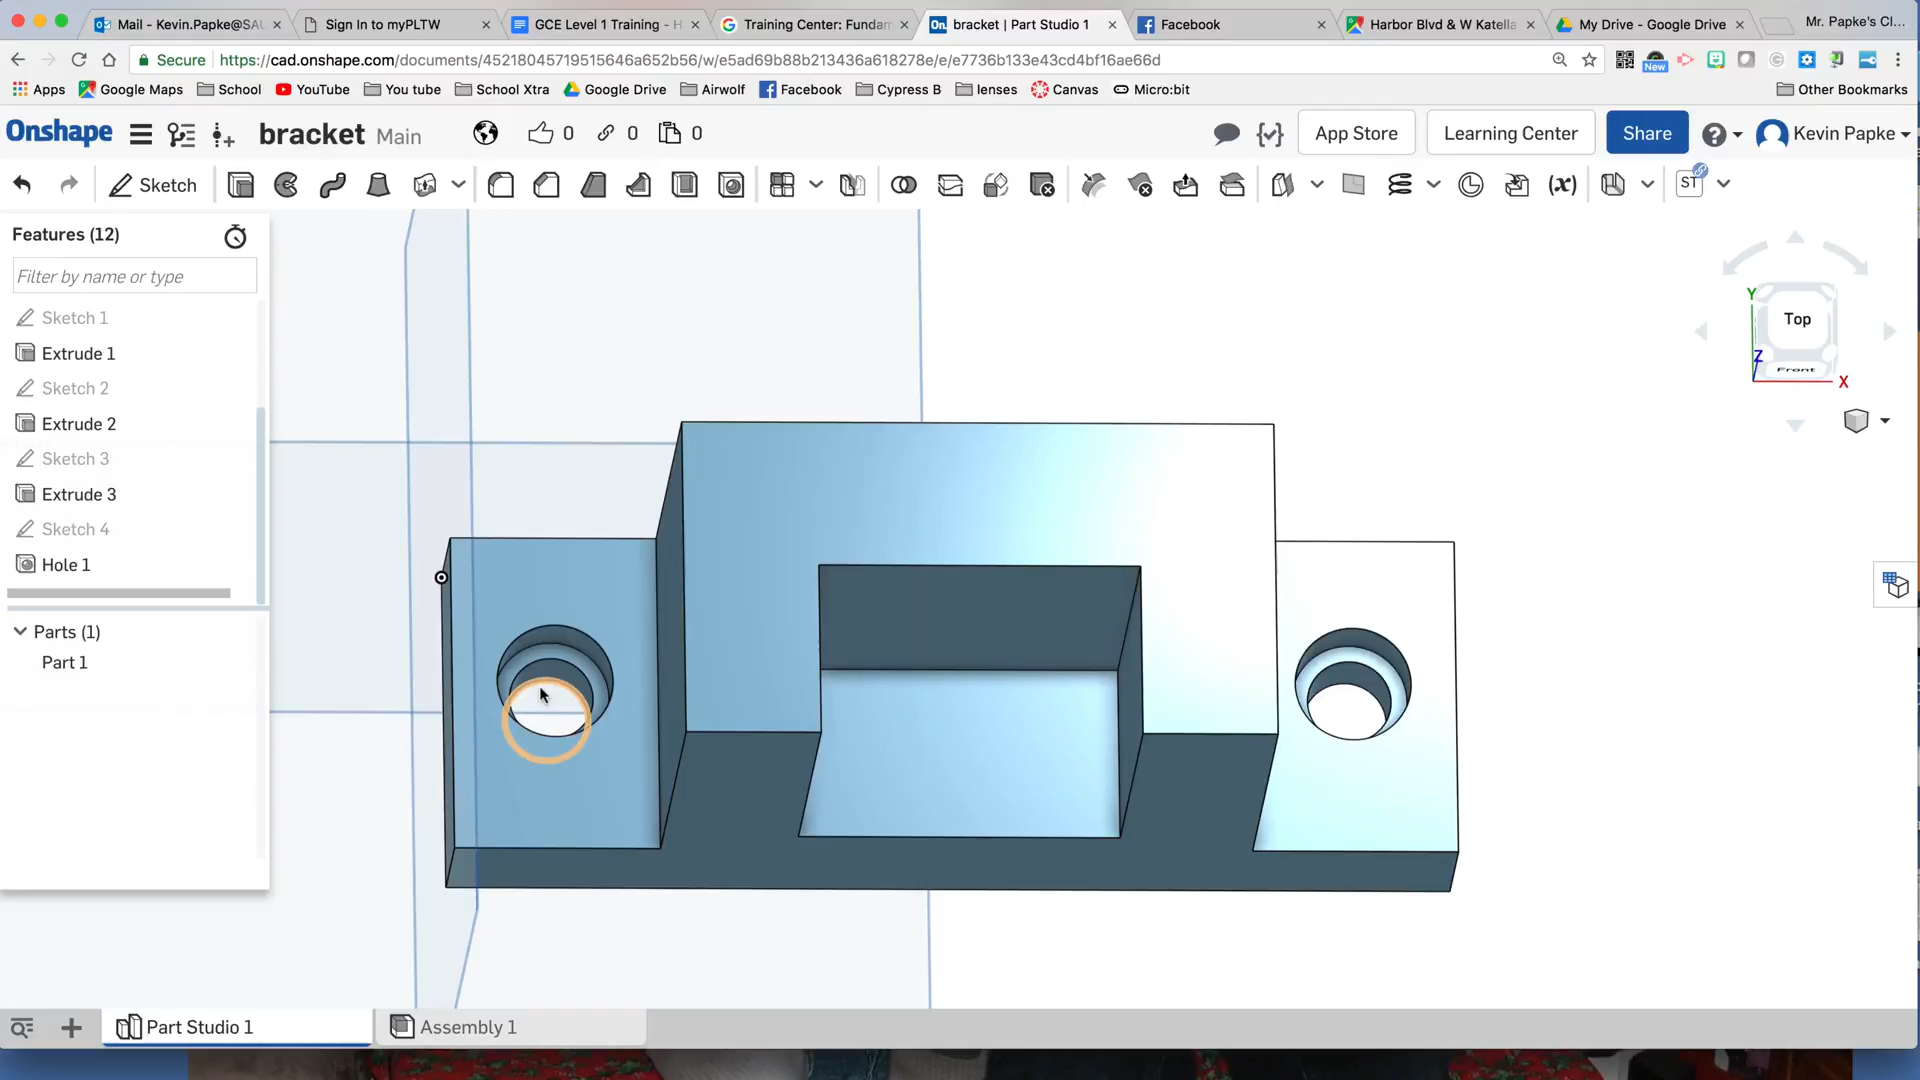 Mail - Kevin.Papke@SAU
Sign In to myPLTW
GCE Level 1 Training - H
Training Center: Fundam
On. bracket | Part Studio 1
Facebook
Harbor Blvd & W Katella
My Drive - Google Drive
Mr. Papke's Cl…
Secure
https://cad.onshape.com/documents/45218045719515646a652b56/w/e5ad69b88b213436a618278e/e/e7736b133e43cd4bf16ae66d
New
Apps
Google Maps
School
YouTube
You tube
School Xtra
Google Drive
Airwolf
Facebook
Cypress B
lenses
Canvas
Micro:bit
Other Bookmarks
Onshape
bracket Main
0
0
0
App Store
Learning Center
Share
Kevin Papke
Sketch
(x)
ST
Features (12)
Filter by name or type
Sketch 1
Extrude 1
Sketch 2
Extrude 2
Sketch 3
Extrude 3
Sketch 4
Hole 1
Parts (1)
Part 1
Y
Top
Z
Front
X
Part Studio 1
Assembly 1